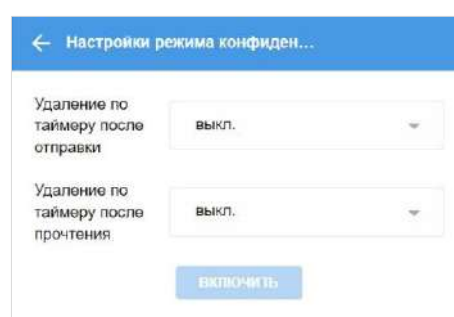 Настройки режима конфиден...
Удаление по
таймеру после
отправки
выкл.
Удаление по
таймеру после
прочтения
выкл.
ВКЛЮЧИТЬ